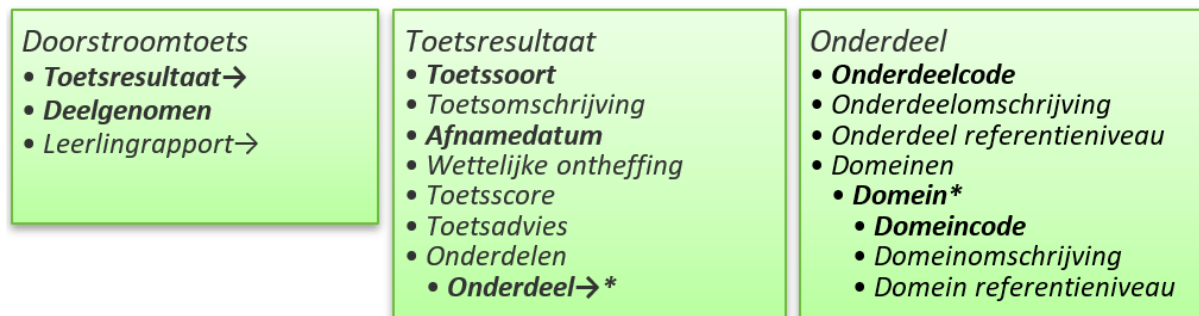 Doorstroomtoets
• Toetsresultaat→
• Deelgenomen
• Leerlingrapport→
Toetsresultaat
• Toetssoort
• Toetsomschrijving
• Afnamedatum
• Wettelijke ontheffing
• Toetsscore
• Toetsadvies
• Onderdelen
• Onderdeel→*
Onderdeel
• Onderdeelcode
• Onderdeelomschrijving
• Onderdeel referentieniveau
• Domeinen
• Domein*
• Domeincode
• Domeinomschrijving
• Domein referentieniveau